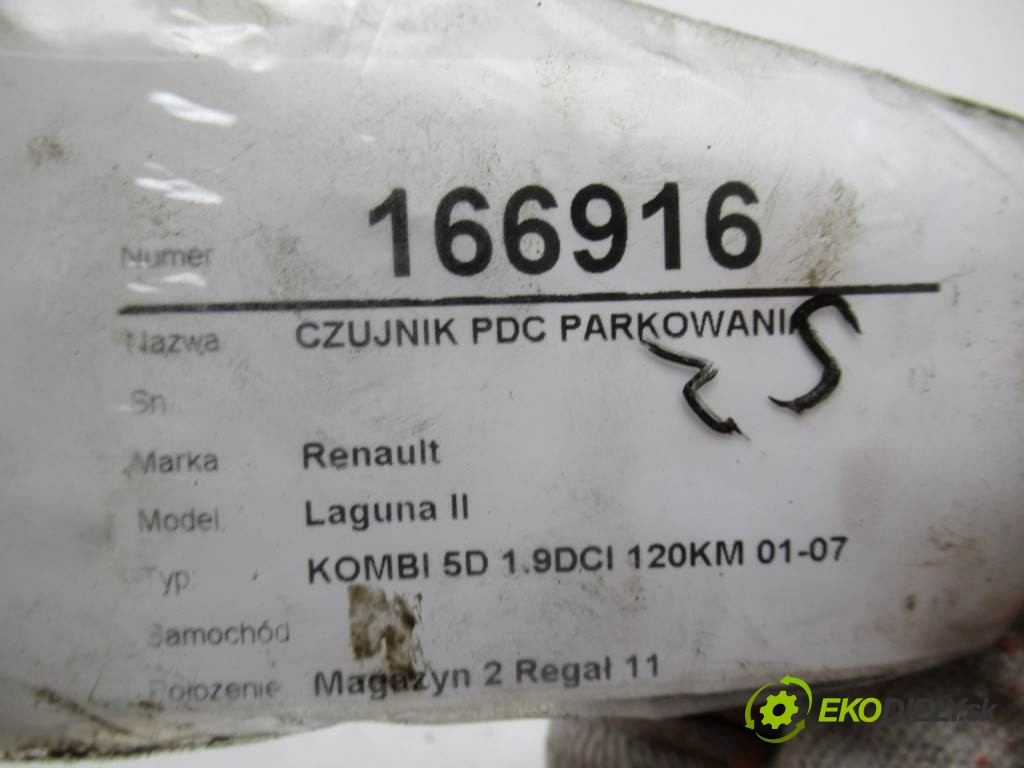 Numer 166916
Nazwa CZUJNIK PDC PARKOWANIA
Sn
Marka Renault
Model Laguna II
Typ KOMBI 5D 1.9DCI 120KM 01-07
Samochód
Położenie Magazyn 2 Regał 11
EKODIELY.sk